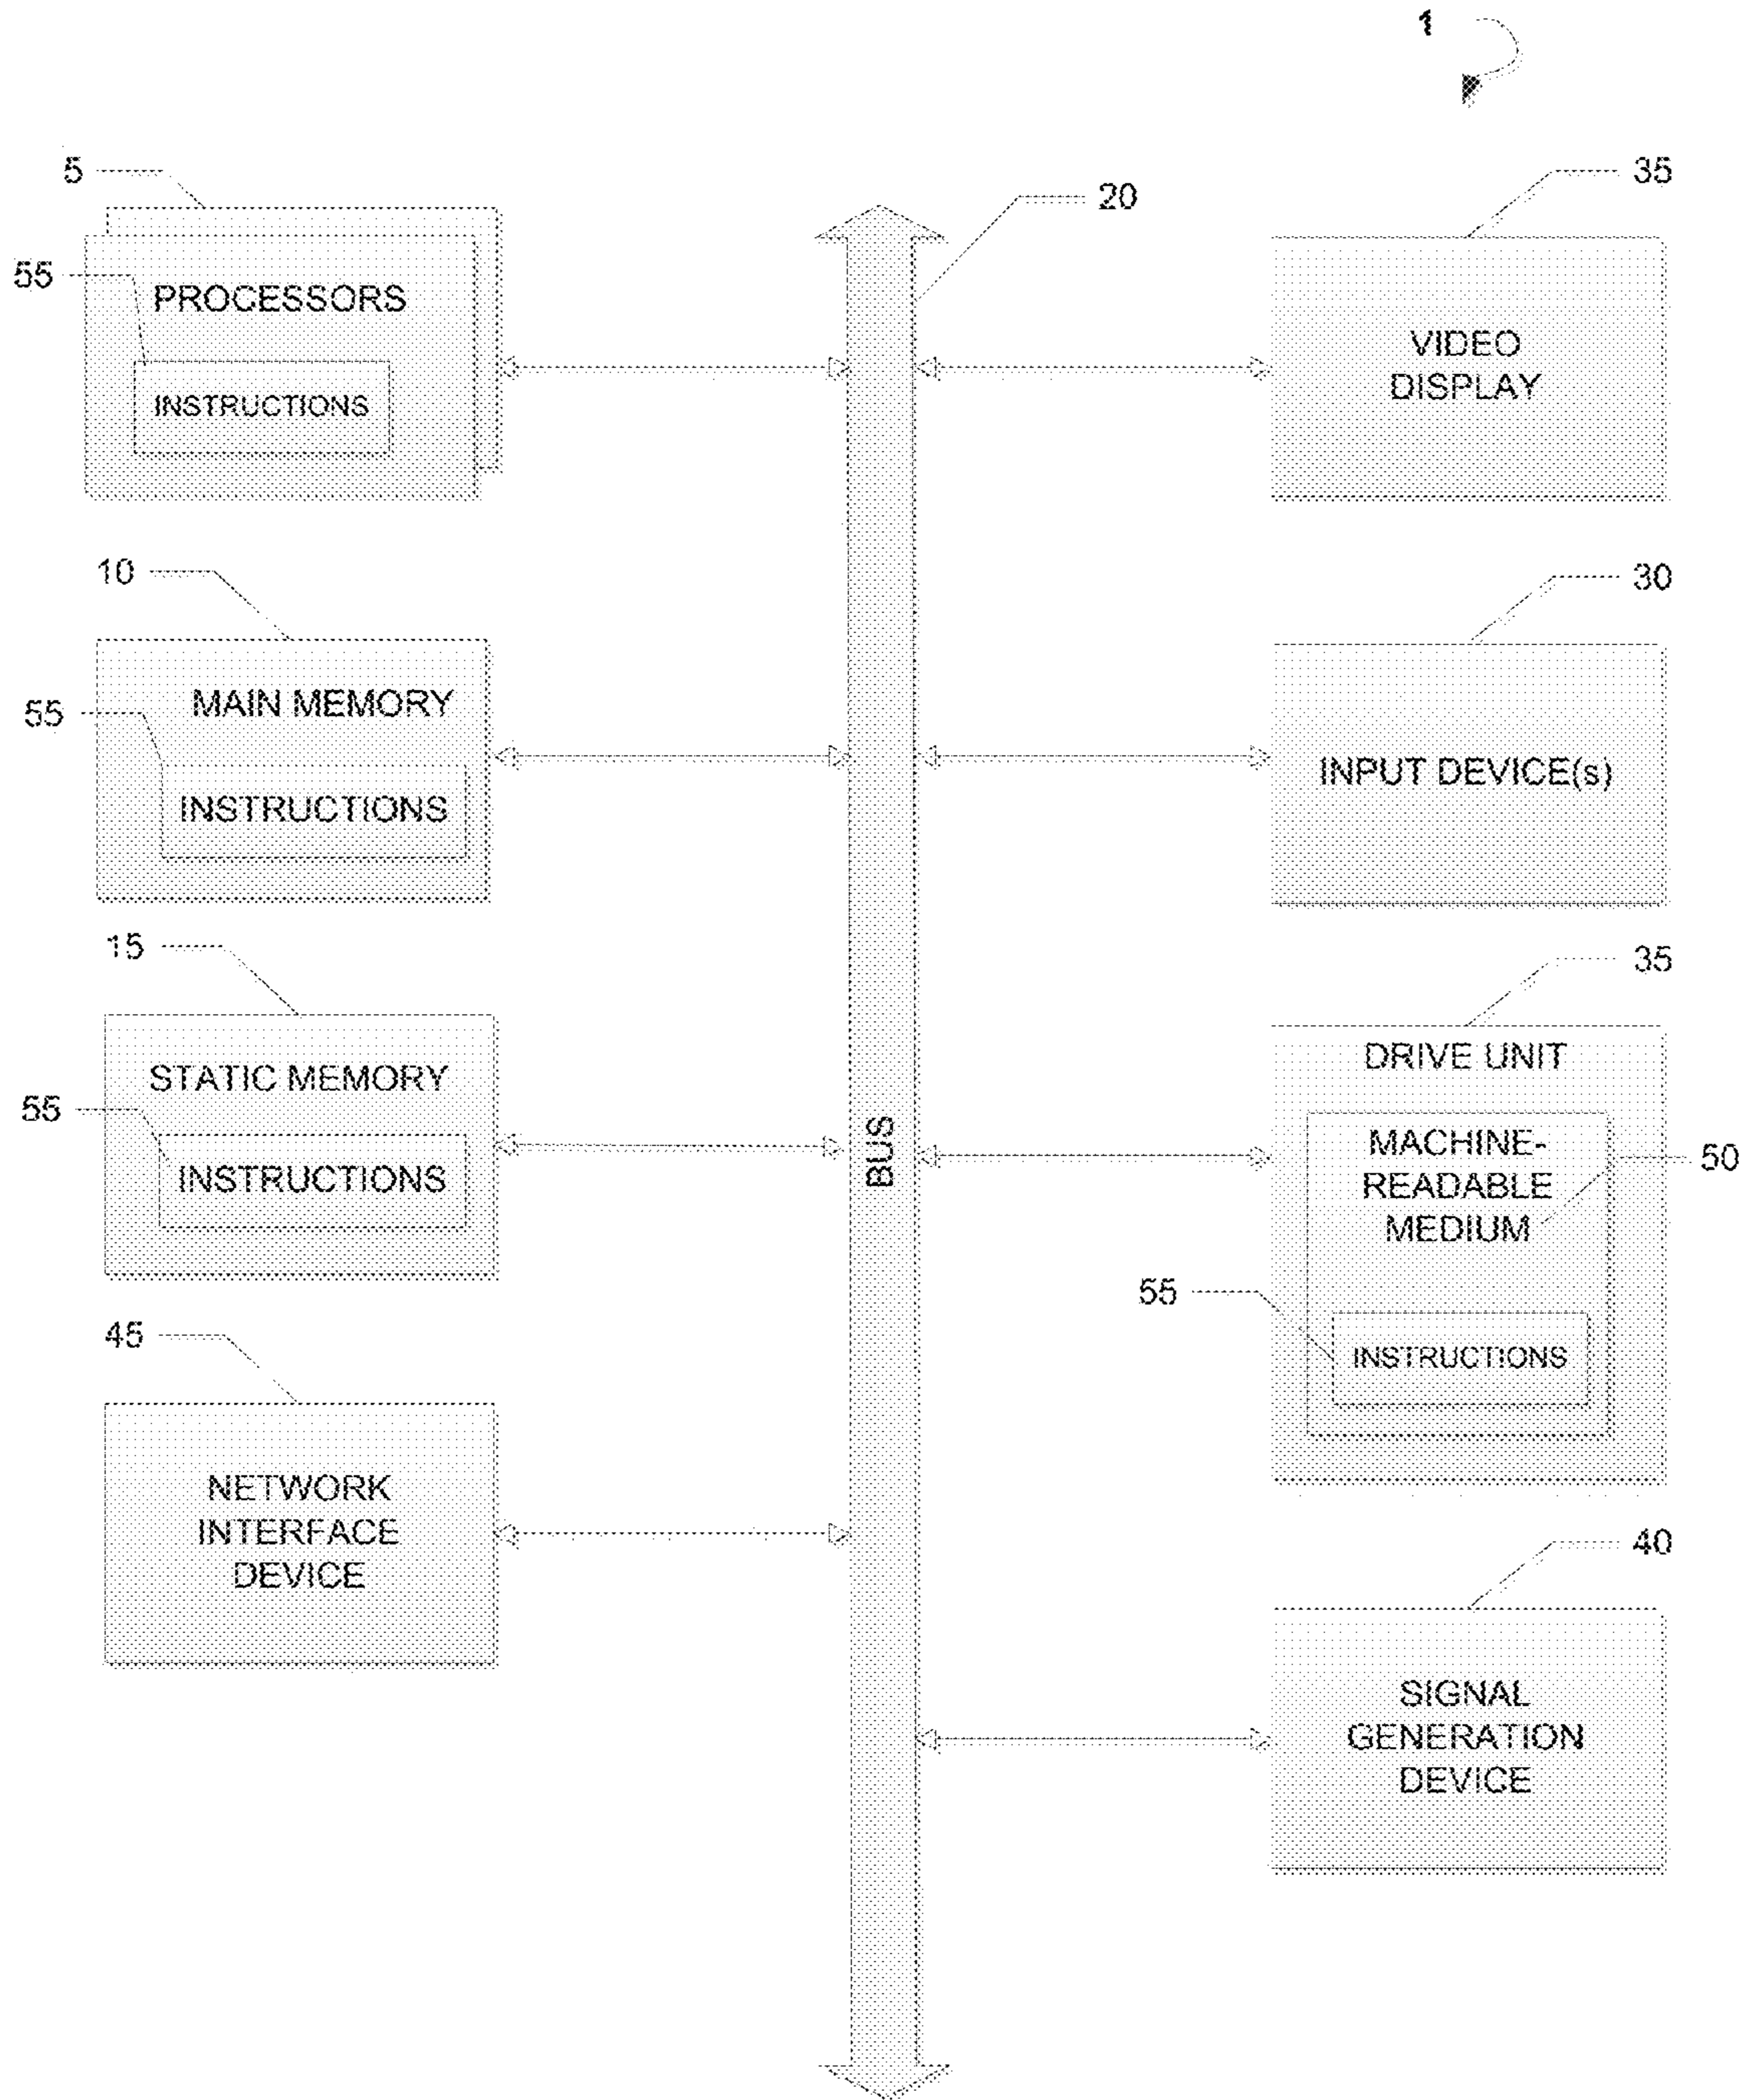 1
5
55
PROCESSORS
INSTRUCTIONS
20
35
VIDEO
DISPLAY
10
55
MAIN MEMORY
INSTRUCTIONS
30
INPUT DEVICE(s)
15
55
STATIC MEMORY
INSTRUCTIONS
BUS
35
DRIVE UNIT
MACHINE-
READABLE
MEDIUM
50
55
INSTRUCTIONS
45
NETWORK
INTERFACE
DEVICE
40
SIGNAL
GENERATION
DEVICE